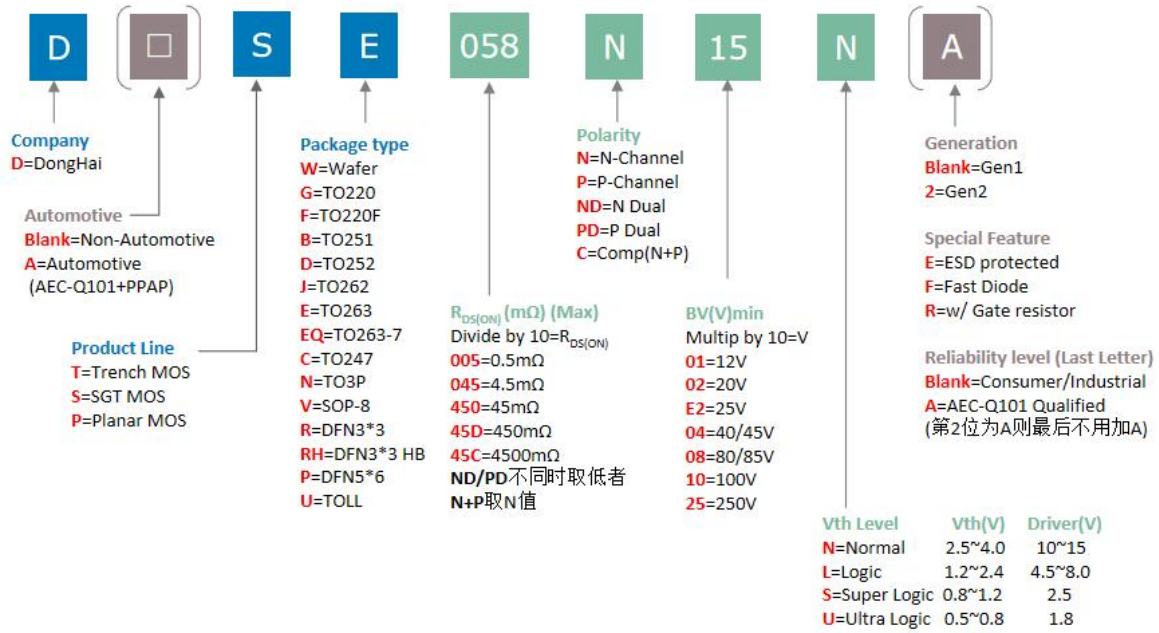 D □ S E 058 N 15 N A
Company
D=DongHai
Automotive
Blank=Non-Automotive
A=Automotive
(AEC-Q101+PPAP)
Product Line
T=Trench MOS
S=SGT MOS
P=Planar MOS
Package type
W=Wafer
G=TO220
F=TO220F
B=TO251
D=TO252
J=TO262
E=TO263
EQ=TO263-7
C=TO247
N=TO3P
V=SOP-8
R=DFN3*3
RH=DFN3*3 HB
P=DFN5*6
U=TOLL
RDS(ON) (mΩ) (Max)
Divide by 10=RDS(ON)
005=0.5mΩ
045=4.5mΩ
450=45mΩ
45D=450mΩ
45C=4500mΩ
ND/PD不同时取低者
N+P取N值
Polarity
N=N-Channel
P=P-Channel
ND=N Dual
PD=P Dual
C=Comp(N+P)
BV(V)min
Multip by 10=V
01=12V
02=20V
E2=25V
04=40/45V
08=80/85V
10=100V
25=250V
Vth Level Vth(V) Driver(V)
N=Normal 2.5~4.0 10~15
L=Logic 1.2~2.4 4.5~8.0
S=Super Logic 0.8~1.2 2.5
U=Ultra Logic 0.5~0.8 1.8
Generation
Blank=Gen1
2=Gen2
Special Feature
E=ESD protected
F=Fast Diode
R=w/ Gate resistor
Reliability level (Last Letter)
Blank=Consumer/Industrial
A=AEC-Q101 Qualified
(第2位为A则最后不用加A)